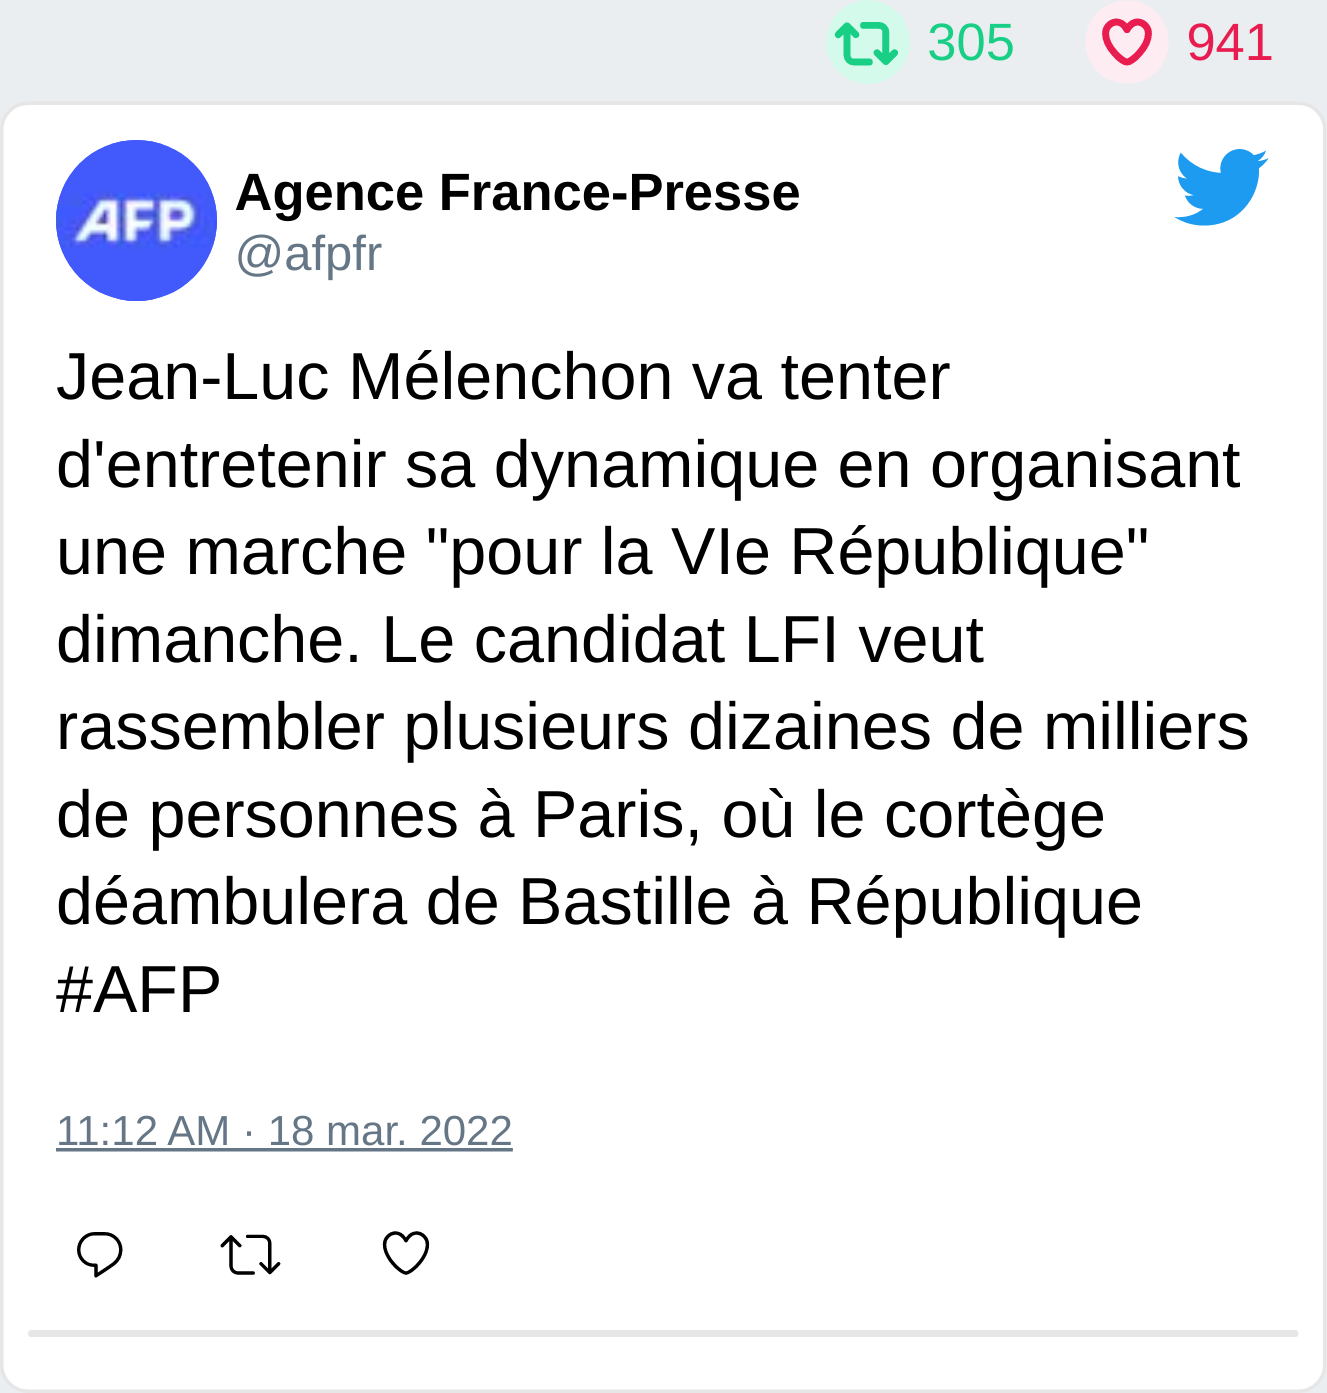 305 941
AFP
Agence France-Presse
@afpfr
Jean-Luc Mélenchon va tenter
d'entretenir sa dynamique en organisant
une marche "pour la VIe République"
dimanche. Le candidat LFI veut
rassembler plusieurs dizaines de milliers
de personnes à Paris, où le cortège
déambulera de Bastille à République
#AFP
11:12 AM · 18 mar. 2022